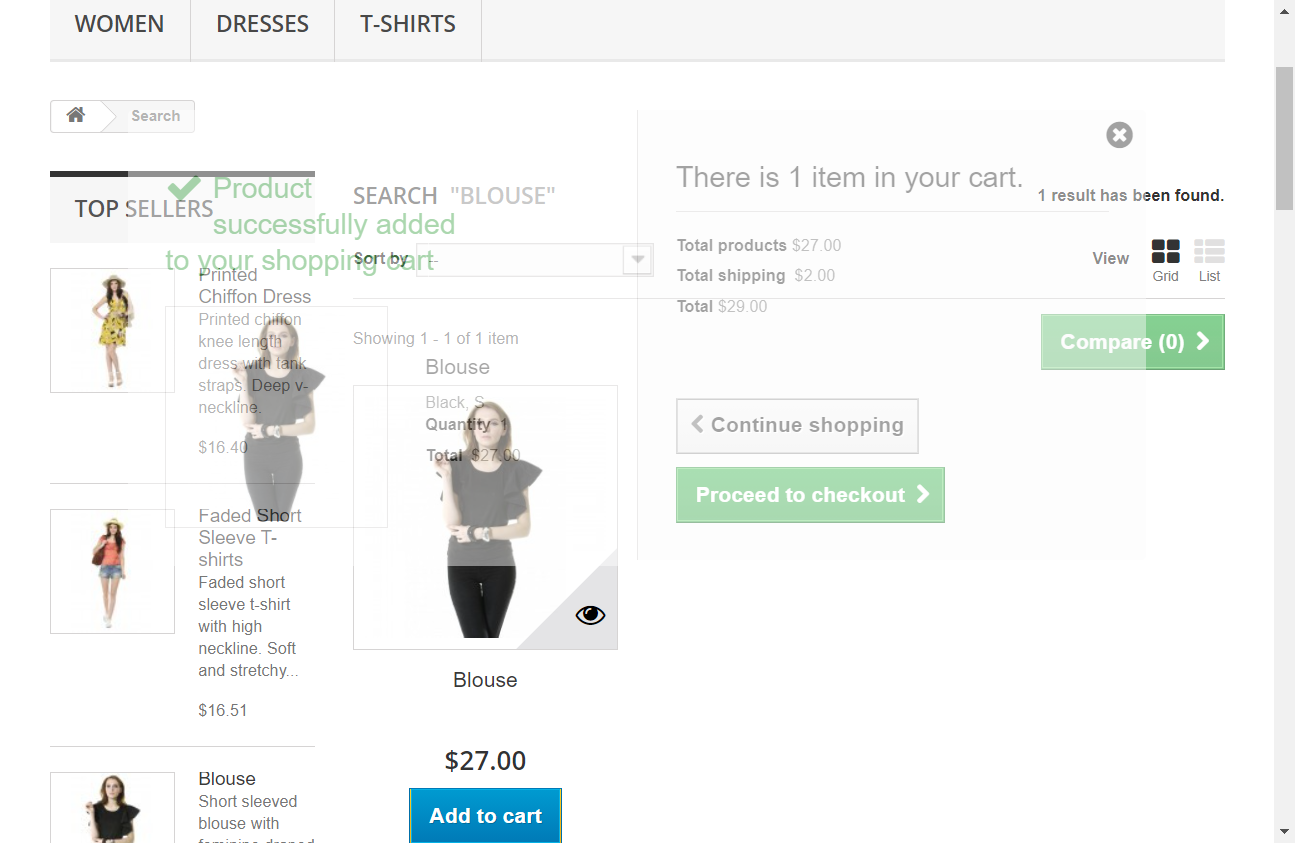 WOMEN
DRESSES
T-SHIRTS
Search
TOP SELLERS
Printed
Chiffon Dress
Printed chiffon
knee length
dress with tank
straps. Deep v-
neckline.
$16.40
Faded Short
Sleeve T-
shirts
Faded short
sleeve t-shirt
with high
neckline. Soft
and stretchy...
$16.51
Blouse
Short sleeved
blouse with
feminine draped
Product
successfully added
to your shopping cart
SEARCH "BLOUSE"
1 result has been found.
Sort by --
View
Grid
List
Showing 1 - 1 of 1 item
Compare (0)
Blouse
Black, S
Quantity 1
Total $27.00
There is 1 item in your cart.
Total products $27.00
Total shipping $2.00
Total $29.00
Continue shopping
Proceed to checkout
Blouse
$27.00
Add to cart